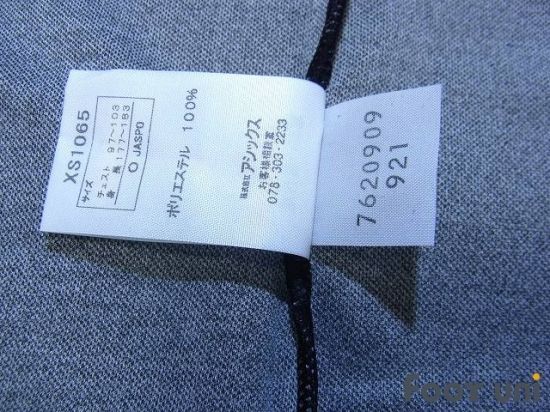 XS1065
サイズ
チェスト 97~103
身長 177~183
○ JASPO
ポリエステル 100%
株式会社アシックス
お客様相談室
078-303-2233
7620909
921
FOOT uni